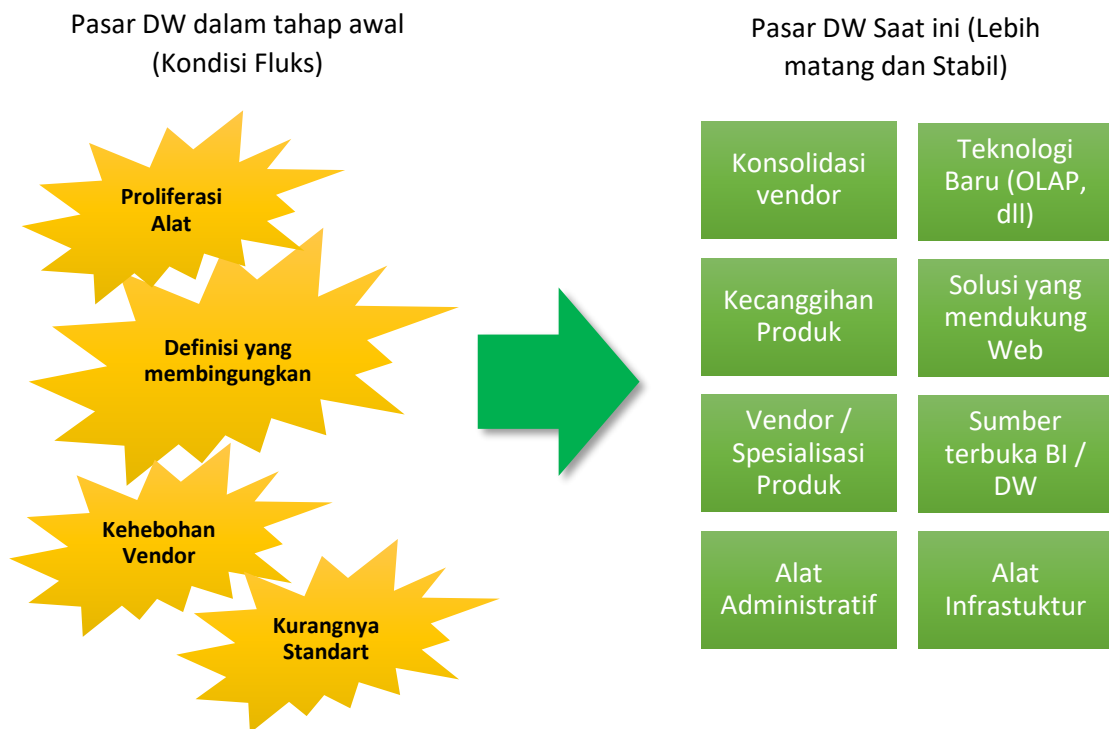 Pasar DW dalam tahap awal
(Kondisi Fluks)
Proliferasi
Alat
Definisi yang
membingungkan
Kehebohan
Vendor
Kurangnya
Standart
Pasar DW Saat ini (Lebih
matang dan Stabil)
Konsolidasi
vendor
Teknologi
Baru (OLAP,
dll)
Kecanggihan
Produk
Solusi yang
mendukung
Web
Vendor /
Spesialisasi
Produk
Sumber
terbuka BI /
DW
Alat
Administratif
Alat
Infrastuktur